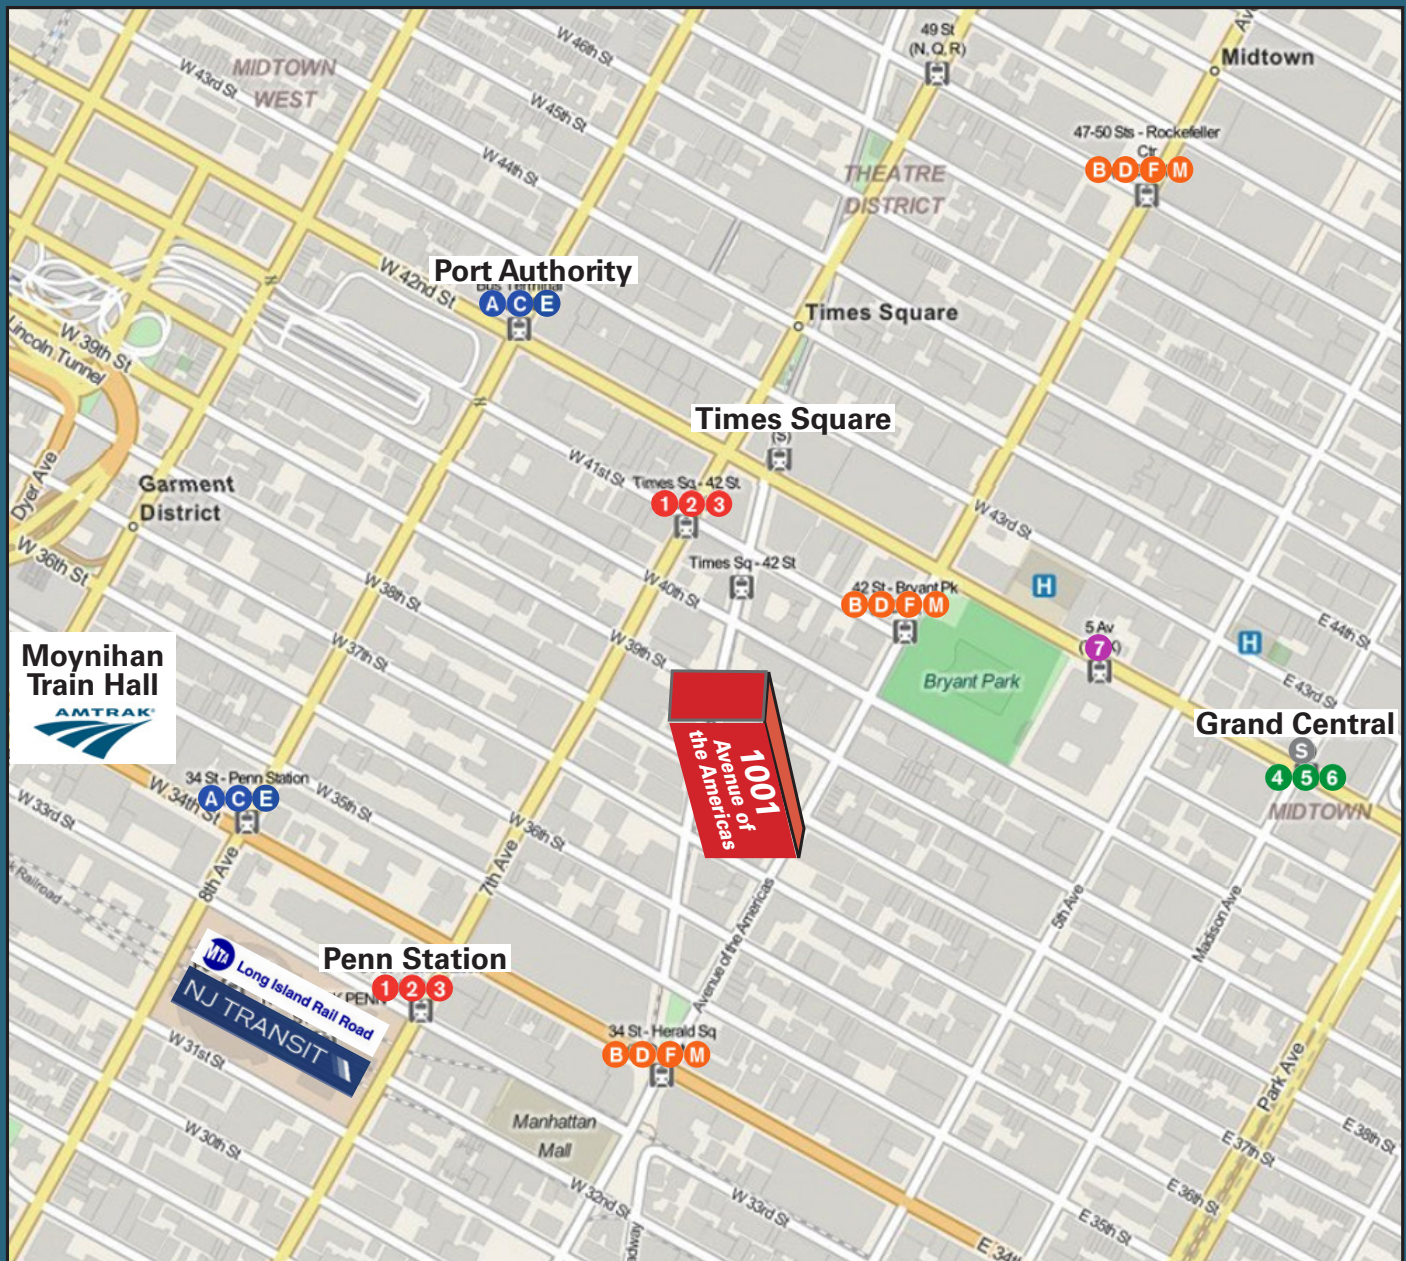 49 St
(N, Q, R)
Midtown
W 46th St
MIDTOWN
WEST
W 43rd St
W 45th St
47-50 Sts - Rockefeller
Ctr
B D F M
W 44th St
THEATRE
DISTRICT
Port Authority
Bus Terminal
A C E
W 42nd St
Times Square
W 39th St
Lincoln Tunnel
Times Square
(S)
W 41st St
Times Sq - 42 St
1 2 3
Garment
District
Dyer Ave
W 43rd St
W 36th St
Times Sq - 42 St
W 38th St
W 40th St
42 St - Bryant Pk
B D F M
H
5 Av
7
H
E 44th St
W 37th St
W 39th St
Moynihan
Train Hall
AMTRAK
Bryant Park
E 43rd St
Grand Central
S
4 5 6
MIDTOWN
1001
Avenue of
the Americas
34 St - Penn Station
A C E
W 34th St
W 35th St
W 33rd St
W 36th St
Railroad
8th Ave
7th Ave
5th Ave
Madison Ave
Avenue of the Americas
Penn Station
1 2 3
PENN
MTA Long Island Rail Road
NJ TRANSIT
34 St - Herald Sq
B D F M
W 31st St
Park Ave
Manhattan
Mall
W 30th St
E 38th St
E 37th St
W 32nd St
W 33rd St
E 36th St
E 35th St
E 34th